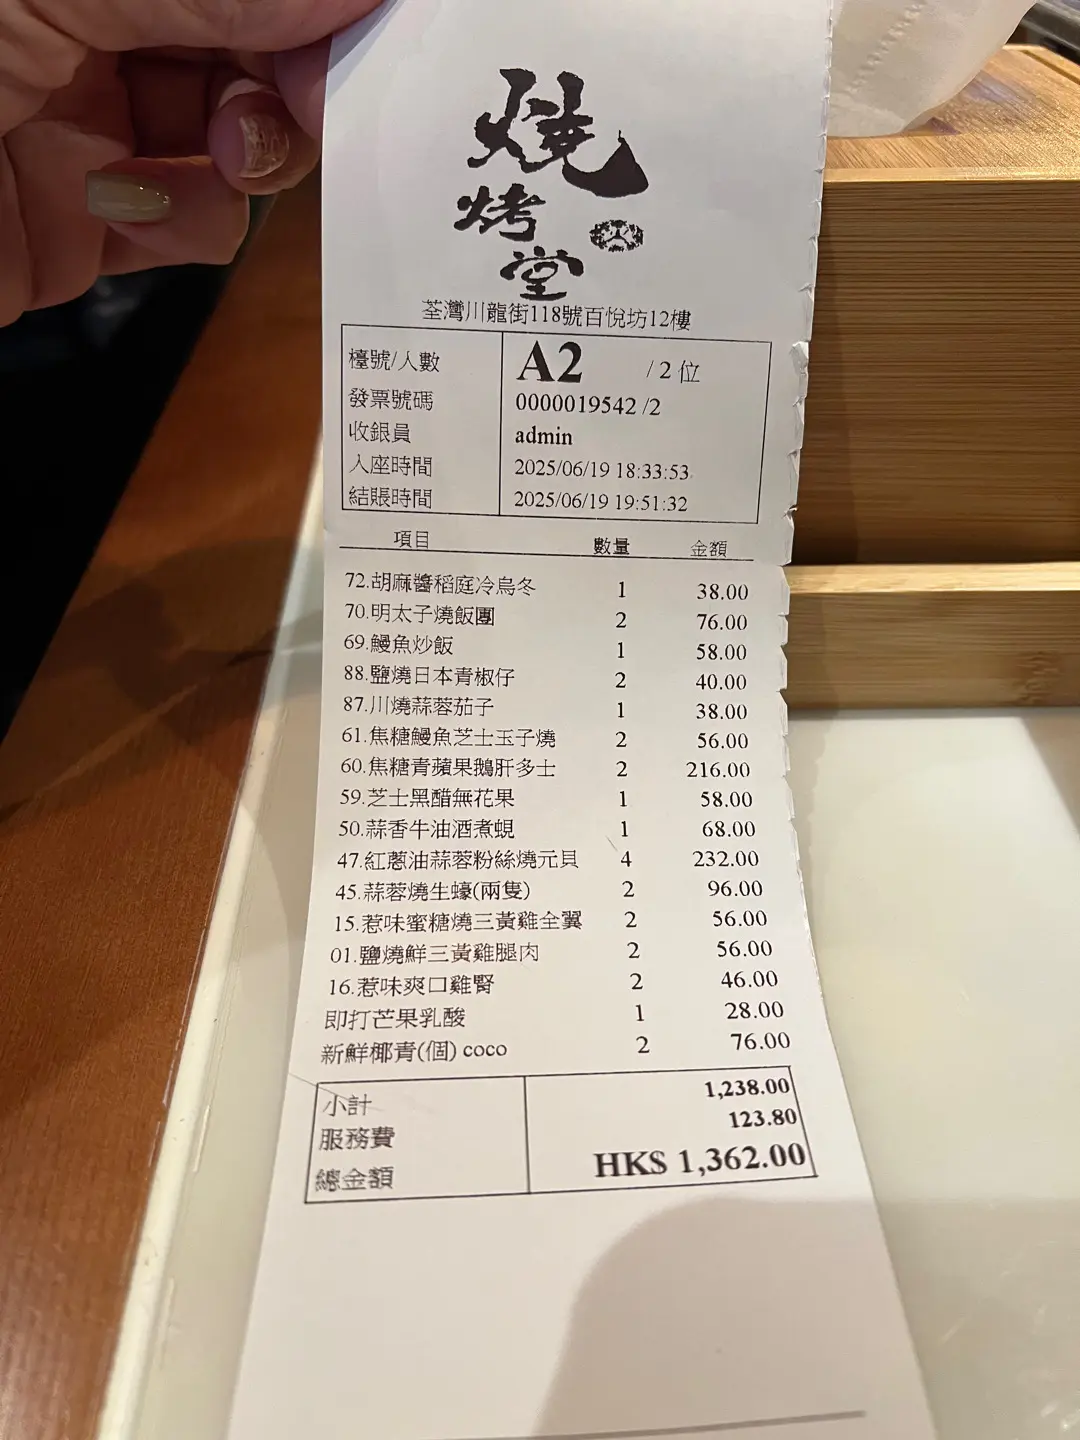 燒
烤
堂
荃灣川龍街118號百悅坊12樓
檯號/人數 A2 /2 位
發票號碼 0000019542 /2
收銀員 admin
入座時間 2025/06/19 18:33:53
結賬時間 2025/06/19 19:51:32
項目 數量 金額
72.胡麻醬稻庭冷烏冬 1 38.00
70.明太子燒飯團 2 76.00
69.鰻魚炒飯 1 58.00
88.鹽燒日本青椒仔 2 40.00
87.川燒蒜蓉茄子 1 38.00
61.焦糖鰻魚芝士玉子燒 2 56.00
60.焦糖青蘋果鵝肝多士 2 216.00
59.芝士黑醋無花果 1 58.00
50.蒜香牛油酒煮蜆 1 68.00
47.紅蔥油蒜蓉粉絲燒元貝 4 232.00
45.蒜蓉燒生蠔(兩隻) 2 96.00
15.惹味蜜糖燒三黃雞全翼 2 56.00
01.鹽燒鮮三黃雞腿肉 2 56.00
16.惹味爽口雞腎 2 46.00
即打芒果乳酸 1 28.00
新鮮椰青(個) coco 2 76.00
小計 1,238.00
服務費 123.80
總金額 HK$ 1,362.00